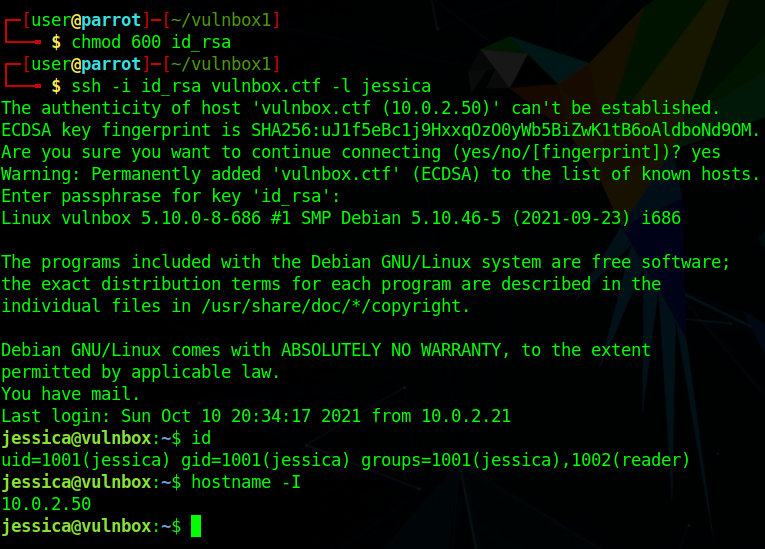 ┌─[user@parrot]─[~/vulnbox1]
└──╼ $ chmod 600 id_rsa
┌─[user@parrot]─[~/vulnbox1]
└──╼ $ ssh -i id_rsa vulnbox.ctf -l jessica
The authenticity of host 'vulnbox.ctf (10.0.2.50)' can't be established.
ECDSA key fingerprint is SHA256:uJ1f5eBc1j9HxxqOzO0yWb5BiZwK1tB6oAldboNd9OM.
Are you sure you want to continue connecting (yes/no/[fingerprint])? yes
Warning: Permanently added 'vulnbox.ctf' (ECDSA) to the list of known hosts.
Enter passphrase for key 'id_rsa':
Linux vulnbox 5.10.0-8-686 #1 SMP Debian 5.10.46-5 (2021-09-23) i686
The programs included with the Debian GNU/Linux system are free software;
the exact distribution terms for each program are described in the
individual files in /usr/share/doc/*/copyright.
Debian GNU/Linux comes with ABSOLUTELY NO WARRANTY, to the extent
permitted by applicable law.
You have mail.
Last login: Sun Oct 10 20:34:17 2021 from 10.0.2.21
jessica@vulnbox:~$ id
uid=1001(jessica) gid=1001(jessica) groups=1001(jessica),1002(reader)
jessica@vulnbox:~$ hostname -I
10.0.2.50
jessica@vulnbox:~$